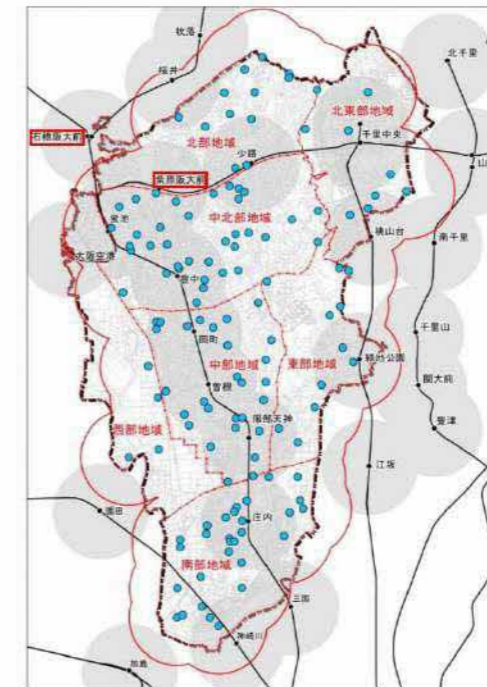 牧落
北千里
桜井
北東部地域
石橋阪大前
北部地域
千里中央
少路
山
柴原阪大前
蛍池
中北部地域
桃山台
南千里
大阪空港
豊中
岡町
千里山
中部地域
東部地域
緑地公園
曽根
関大前
西部地域
服部天神
豊津
江坂
園田
庄内
南部地域
三国
神崎川
加島